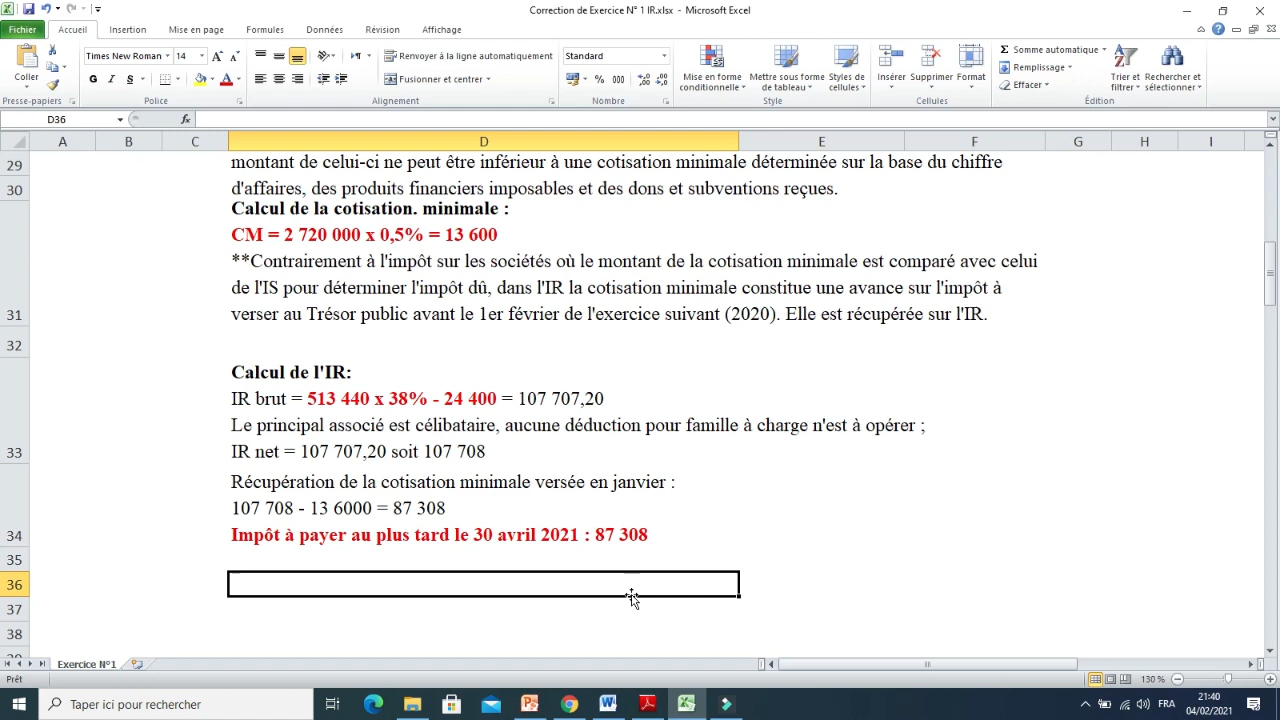 Correction de Exercice N° 1 IR.xlsx - Microsoft Excel
Fichier Accueil Insertion Mise en page Formules Données Révision Affichage
Times New Roman 14 Renvoyer à la ligne automatiquement Standard Somme automatique
Coller G I S A Fusionner et centrer % 000 Mise en forme conditionnelle Mettre sous forme de tableau Styles de cellules Insérer Supprimer Format Remplissage Effacer Trier et filtrer Rechercher et sélectionner
Presse-papiers Police Alignement Nombre Style Cellules Édition
D36 fx
A B C D E F G H I
29 montant de celui-ci ne peut être inférieur à une cotisation minimale déterminée sur la base du chiffre
30 d'affaires, des produits financiers imposables et des dons et subventions reçues.
Calcul de la cotisation. minimale :
CM = 2 720 000 x 0,5% = 13 600
**Contrairement à l'impôt sur les sociétés où le montant de la cotisation minimale est comparé avec celui
de l'IS pour déterminer l'impôt dû, dans l'IR la cotisation minimale constitue une avance sur l'impôt à
31 verser au Trésor public avant le 1er février de l'exercice suivant (2020). Elle est récupérée sur l'IR.
32
Calcul de l'IR:
IR brut = 513 440 x 38% - 24 400 = 107 707,20
Le principal associé est célibataire, aucune déduction pour famille à charge n'est à opérer ;
33 IR net = 107 707,20 soit 107 708
Récupération de la cotisation minimale versée en janvier :
107 708 - 13 6000 = 87 308
34 Impôt à payer au plus tard le 30 avril 2021 : 87 308
35
36
37
38
Exercice N°1
Prêt 130 %
Taper ici pour rechercher FRA 21:40
04/02/2021